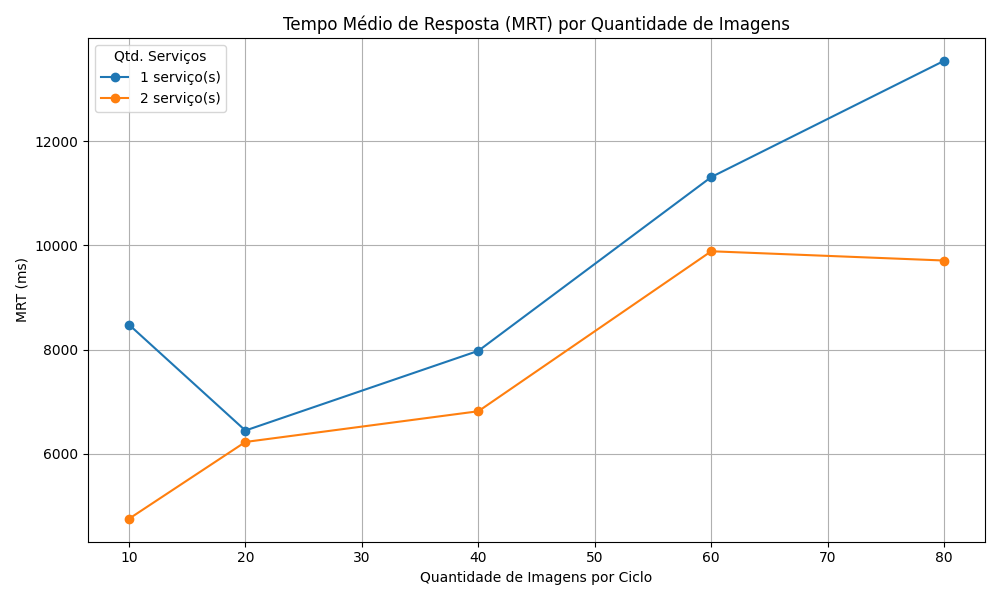 Tempo Médio de Resposta (MRT) por Quantidade de Imagens
Qtd. Serviços
1 serviço(s)
2 serviço(s)
MRT (ms)
12000
10000
8000
6000
10 20 30 40 50 60 70 80
Quantidade de Imagens por Ciclo